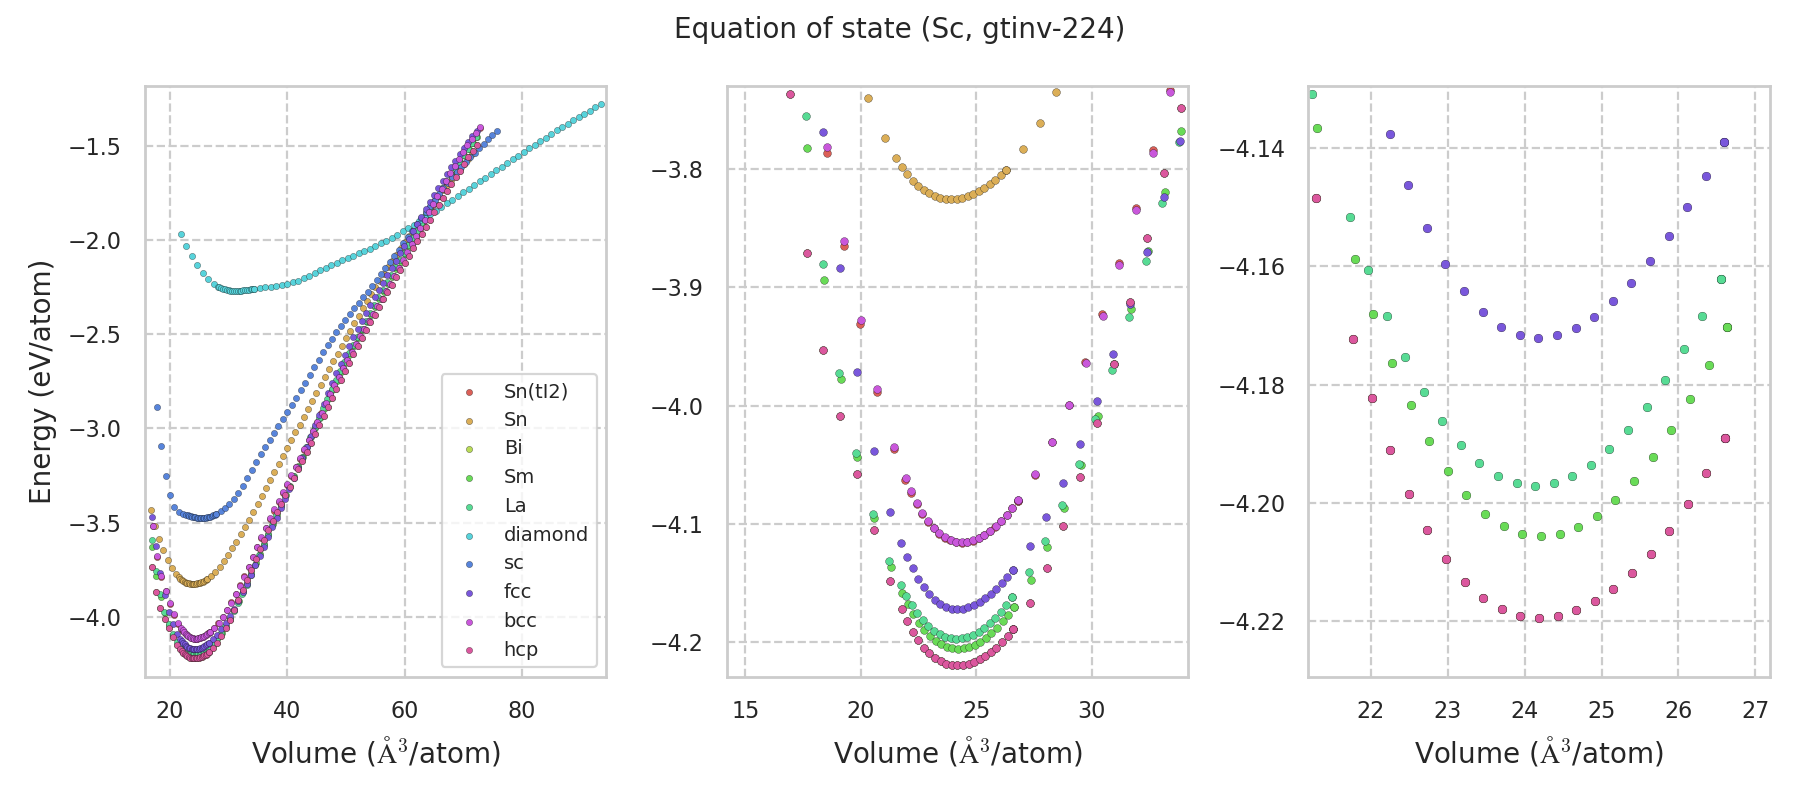 Equation of state (Sc, gtinv-224)
Energy (eV/atom)
−1.5
−2.0
−2.5
−3.0
−3.5
−4.0
20 40 60 80
Volume (Å³/atom)
Sn(tI2)
Sn
Bi
Sm
La
diamond
sc
fcc
bcc
hcp
−3.8
−3.9
−4.0
−4.1
−4.2
15 20 25 30
Volume (Å³/atom)
−4.14
−4.16
−4.18
−4.20
−4.22
22 23 24 25 26 27
Volume (Å³/atom)